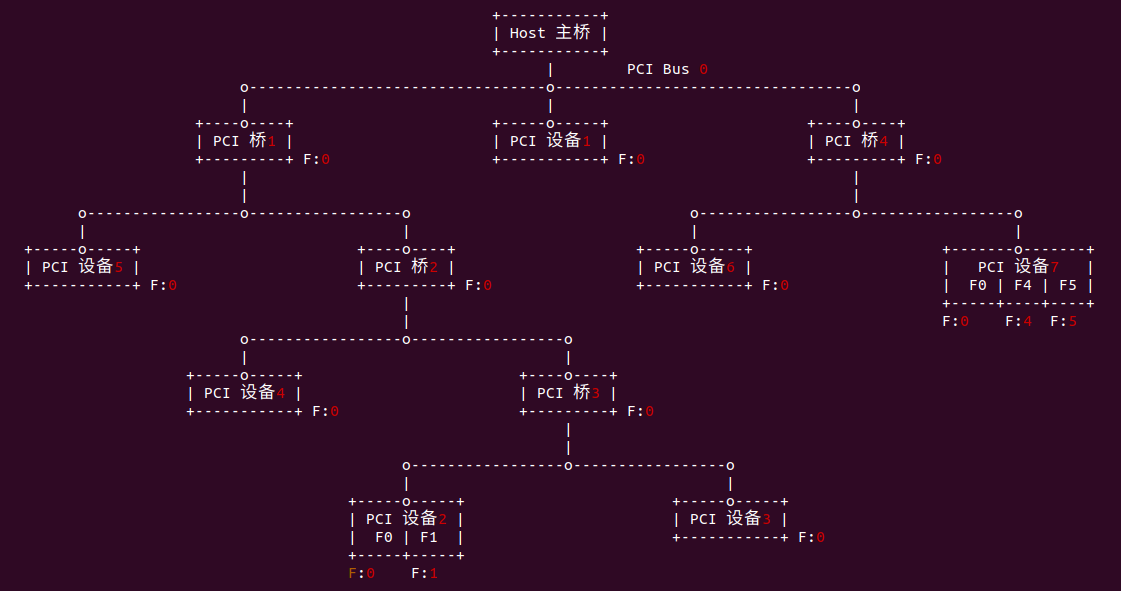 Host 主桥
PCI Bus 0
PCI 桥1 PCI 设备1 PCI 桥4
F:0 F:0 F:0
PCI 设备5 PCI 桥2 PCI 设备6 PCI 设备7
F:0 F:0 F:0 F0 | F4 | F5
F:0 F:4 F:5
PCI 设备4 PCI 桥3
F:0 F:0
PCI 设备2 PCI 设备3
F0 | F1 F:0
F:0 F:1